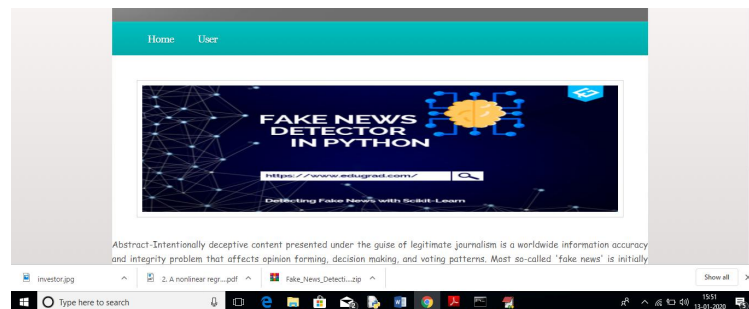 Home User
FAKE NEWS
DETECTOR
IN PYTHON
https://www.edugrad.com/
Detecting Fake News with Scikit-Learn
Abstract-Intentionally deceptive content presented under the guise of legitimate journalism is a worldwide information accuracy
and integrity problem that affects opinion forming, decision making, and voting patterns. Most so-called 'fake news' is initially
investor.jpg 2. A nonlinear regr....pdf Fake_News_Detecti....zip Show all
Type here to search 15:51
13-01-2020